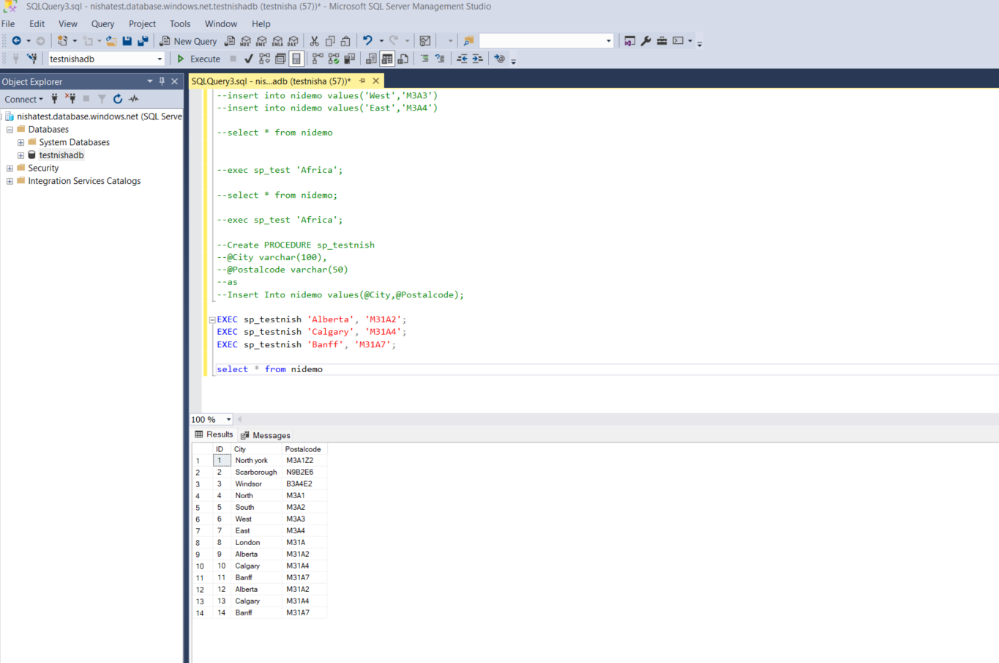 SQLQuery3.sql - nishatest.database.windows.net.testnishadb (testnisha (57))* - Microsoft SQL Server Management Studio
File Edit View Query Project Tools Window Help
New Query MDX DMX XMLA DAX
testnishadb Execute
Object Explorer
Connect
nishatest.database.windows.net (SQL Serve
Databases
System Databases
testnishadb
Security
Integration Services Catalogs
SQLQuery3.sql - nis...adb (testnisha (57))*
--insert into nidemo values('West','M3A3')
--insert into nidemo values('East','M3A4')
--select * from nidemo
--exec sp_test 'Africa';
--select * from nidemo;
--exec sp_test 'Africa';
--Create PROCEDURE sp_testnish
--@City varchar(100),
--@Postalcode varchar(50)
--as
--Insert Into nidemo values(@City,@Postalcode);
EXEC sp_testnish 'Alberta', 'M31A2';
EXEC sp_testnish 'Calgary', 'M31A4';
EXEC sp_testnish 'Banff', 'M31A7';
select * from nidemo
100 %
Results Messages
ID City Postalcode
1 1 North york M3A1Z2
2 2 Scarborough N9B2E6
3 3 Windsor B3A4E2
4 4 North M3A1
5 5 South M3A2
6 6 West M3A3
7 7 East M3A4
8 8 London M31A
9 9 Alberta M31A2
10 10 Calgary M31A4
11 11 Banff M31A7
12 12 Alberta M31A2
13 13 Calgary M31A4
14 14 Banff M31A7